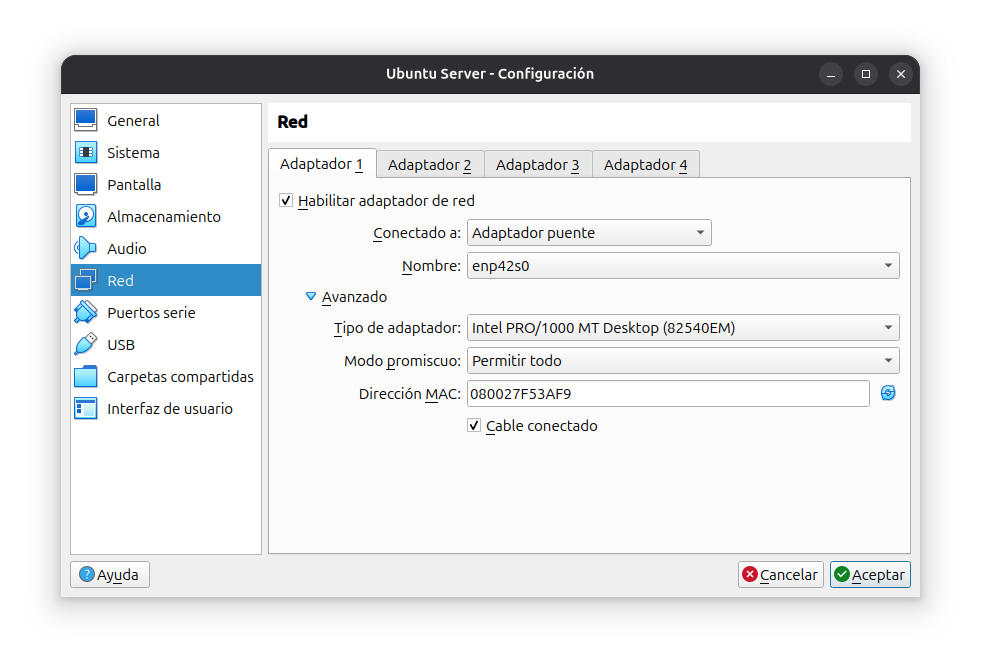 Ubuntu Server - Configuración
General
Sistema
Pantalla
Almacenamiento
Audio
Red
Puertos serie
USB
Carpetas compartidas
Interfaz de usuario
Red
Adaptador 1 Adaptador 2 Adaptador 3 Adaptador 4
Habilitar adaptador de red
Conectado a: Adaptador puente
Nombre: enp42s0
Avanzado
Tipo de adaptador: Intel PRO/1000 MT Desktop (82540EM)
Modo promiscuo: Permitir todo
Dirección MAC: 080027F53AF9
Cable conectado
Ayuda Cancelar Aceptar